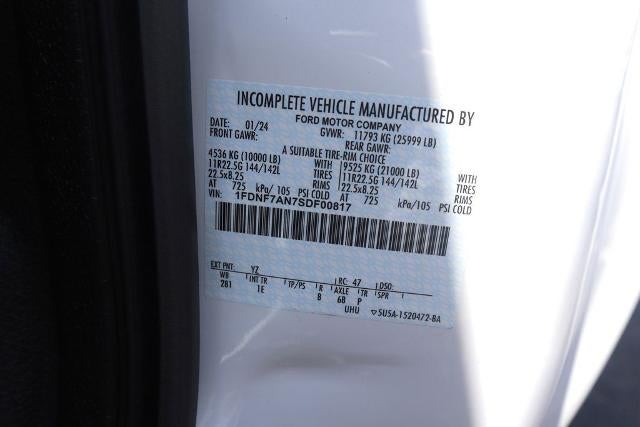 INCOMPLETE VEHICLE MANUFACTURED BY
FORD MOTOR COMPANY
DATE: 01/24 GVWR: 11793 KG (25999 LB)
FRONT GAWR: REAR GAWR:
A SUITABLE TIRE-RIM CHOICE
4536 KG (10000 LB) WITH 9525 KG (21000 LB) WITH
11R22.5G 144/142L TIRES 11R22.5G 144/142L TIRES
22.5x8.25 RIMS 22.5x8.25 RIMS
AT 725 kPa/ 105 PSI COLD AT 725 kPa/ 105 PSI COLD
VIN: 1FDNF7AN7SDF00817
EXT PNT: YZ RC: 47 DSO:
WB INT TR TP/PS R AXLE TR SPR
281 1E B 6B P
UHU ▽5U5A-1520472-BA